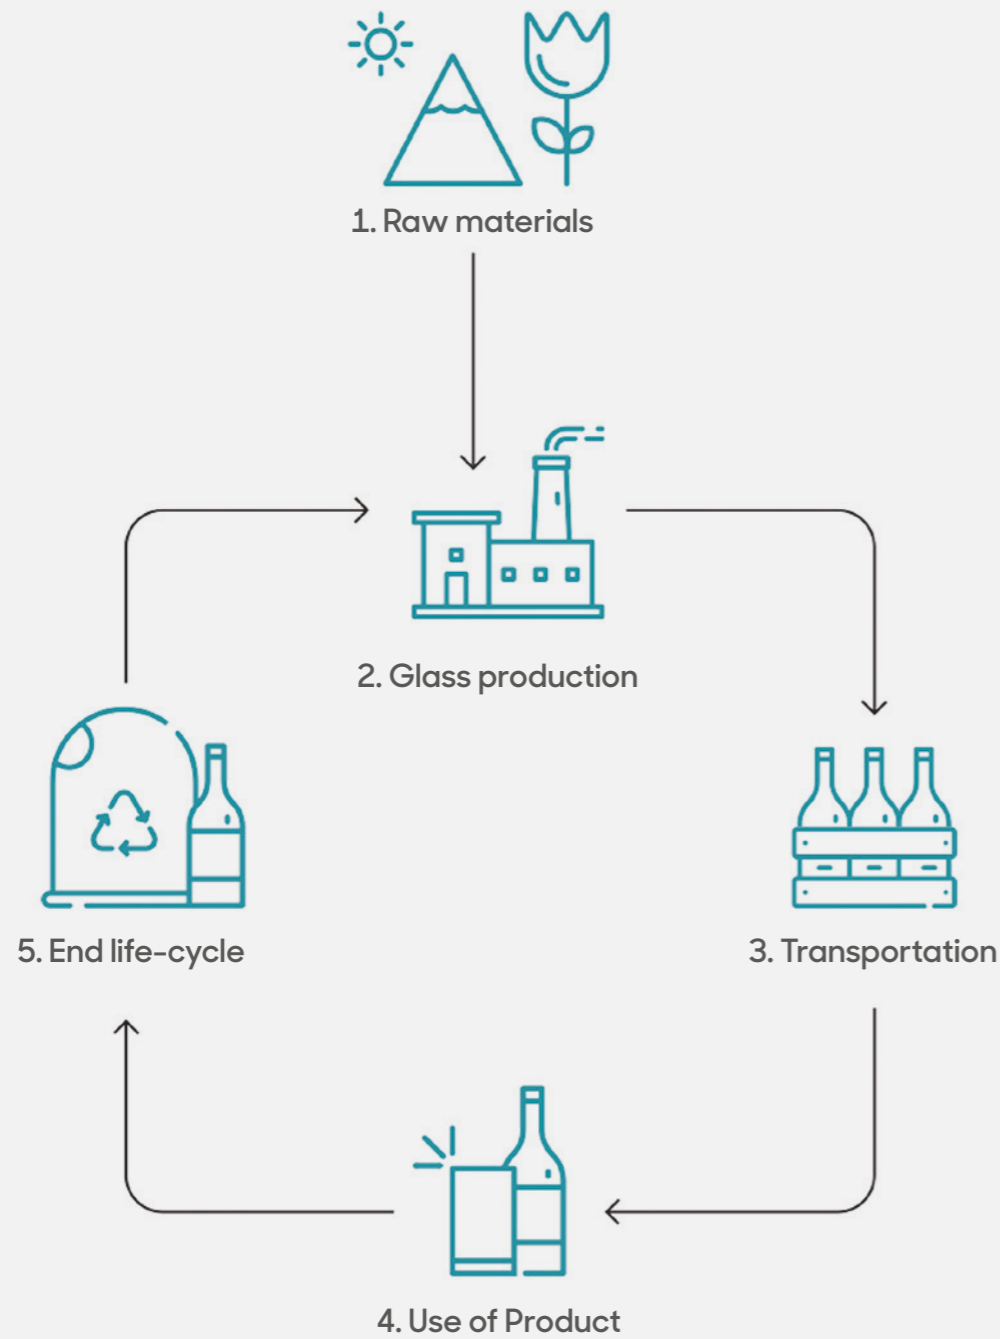 1. Raw materials
2. Glass production
5. End life-cycle
3. Transportation
4. Use of Product